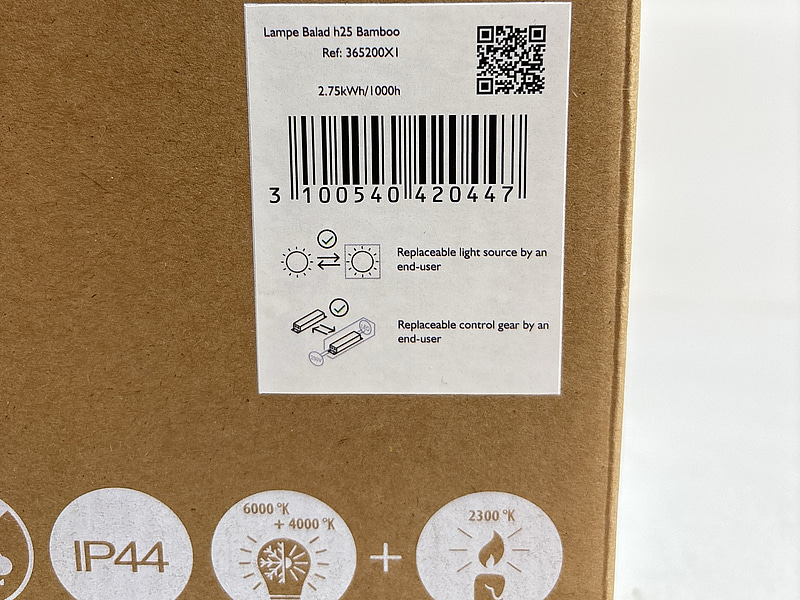 Lampe Balad h25 Bamboo
Ref: 365200X1
2.75kWh/1000h
3 100540 420447
Replaceable light source by an
end-user
Replaceable control gear by an
end-user
IP44
6000 °K
+ 4000 °K
+
2300 °K